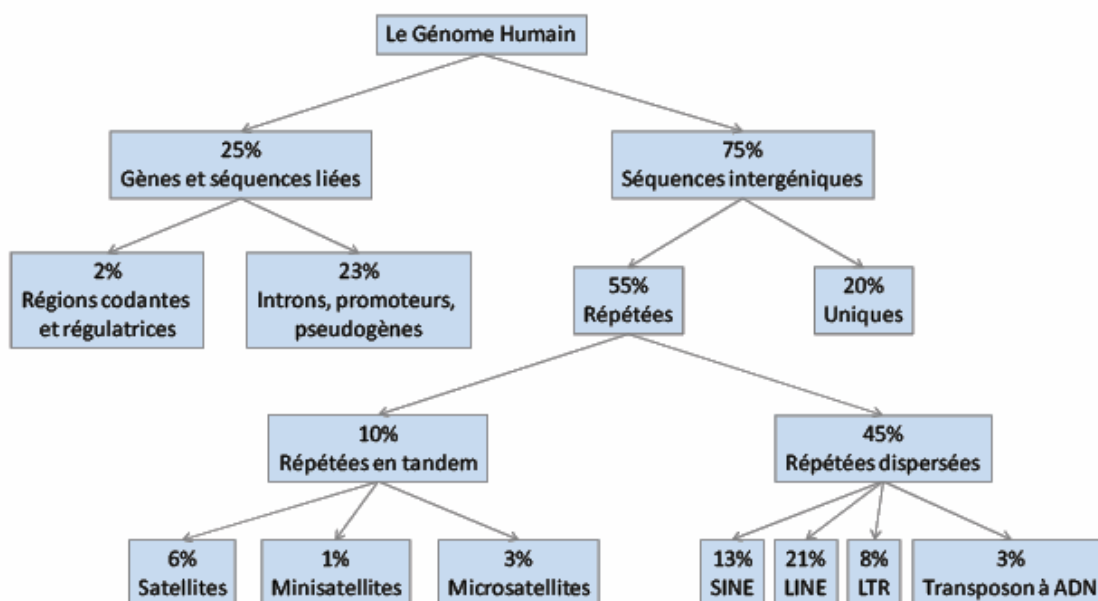 Le Génome Humain
25%
Gènes et séquences liées
75%
Séquences intergéniques
2%
Régions codantes
et régulatrices
23%
Introns, promoteurs,
pseudogènes
55%
Répétées
20%
Uniques
10%
Répétées en tandem
45%
Répétées dispersées
6%
Satellites
1%
Minisatellites
3%
Microsatellites
13%
SINE
21%
LINE
8%
LTR
3%
Transposon à ADN